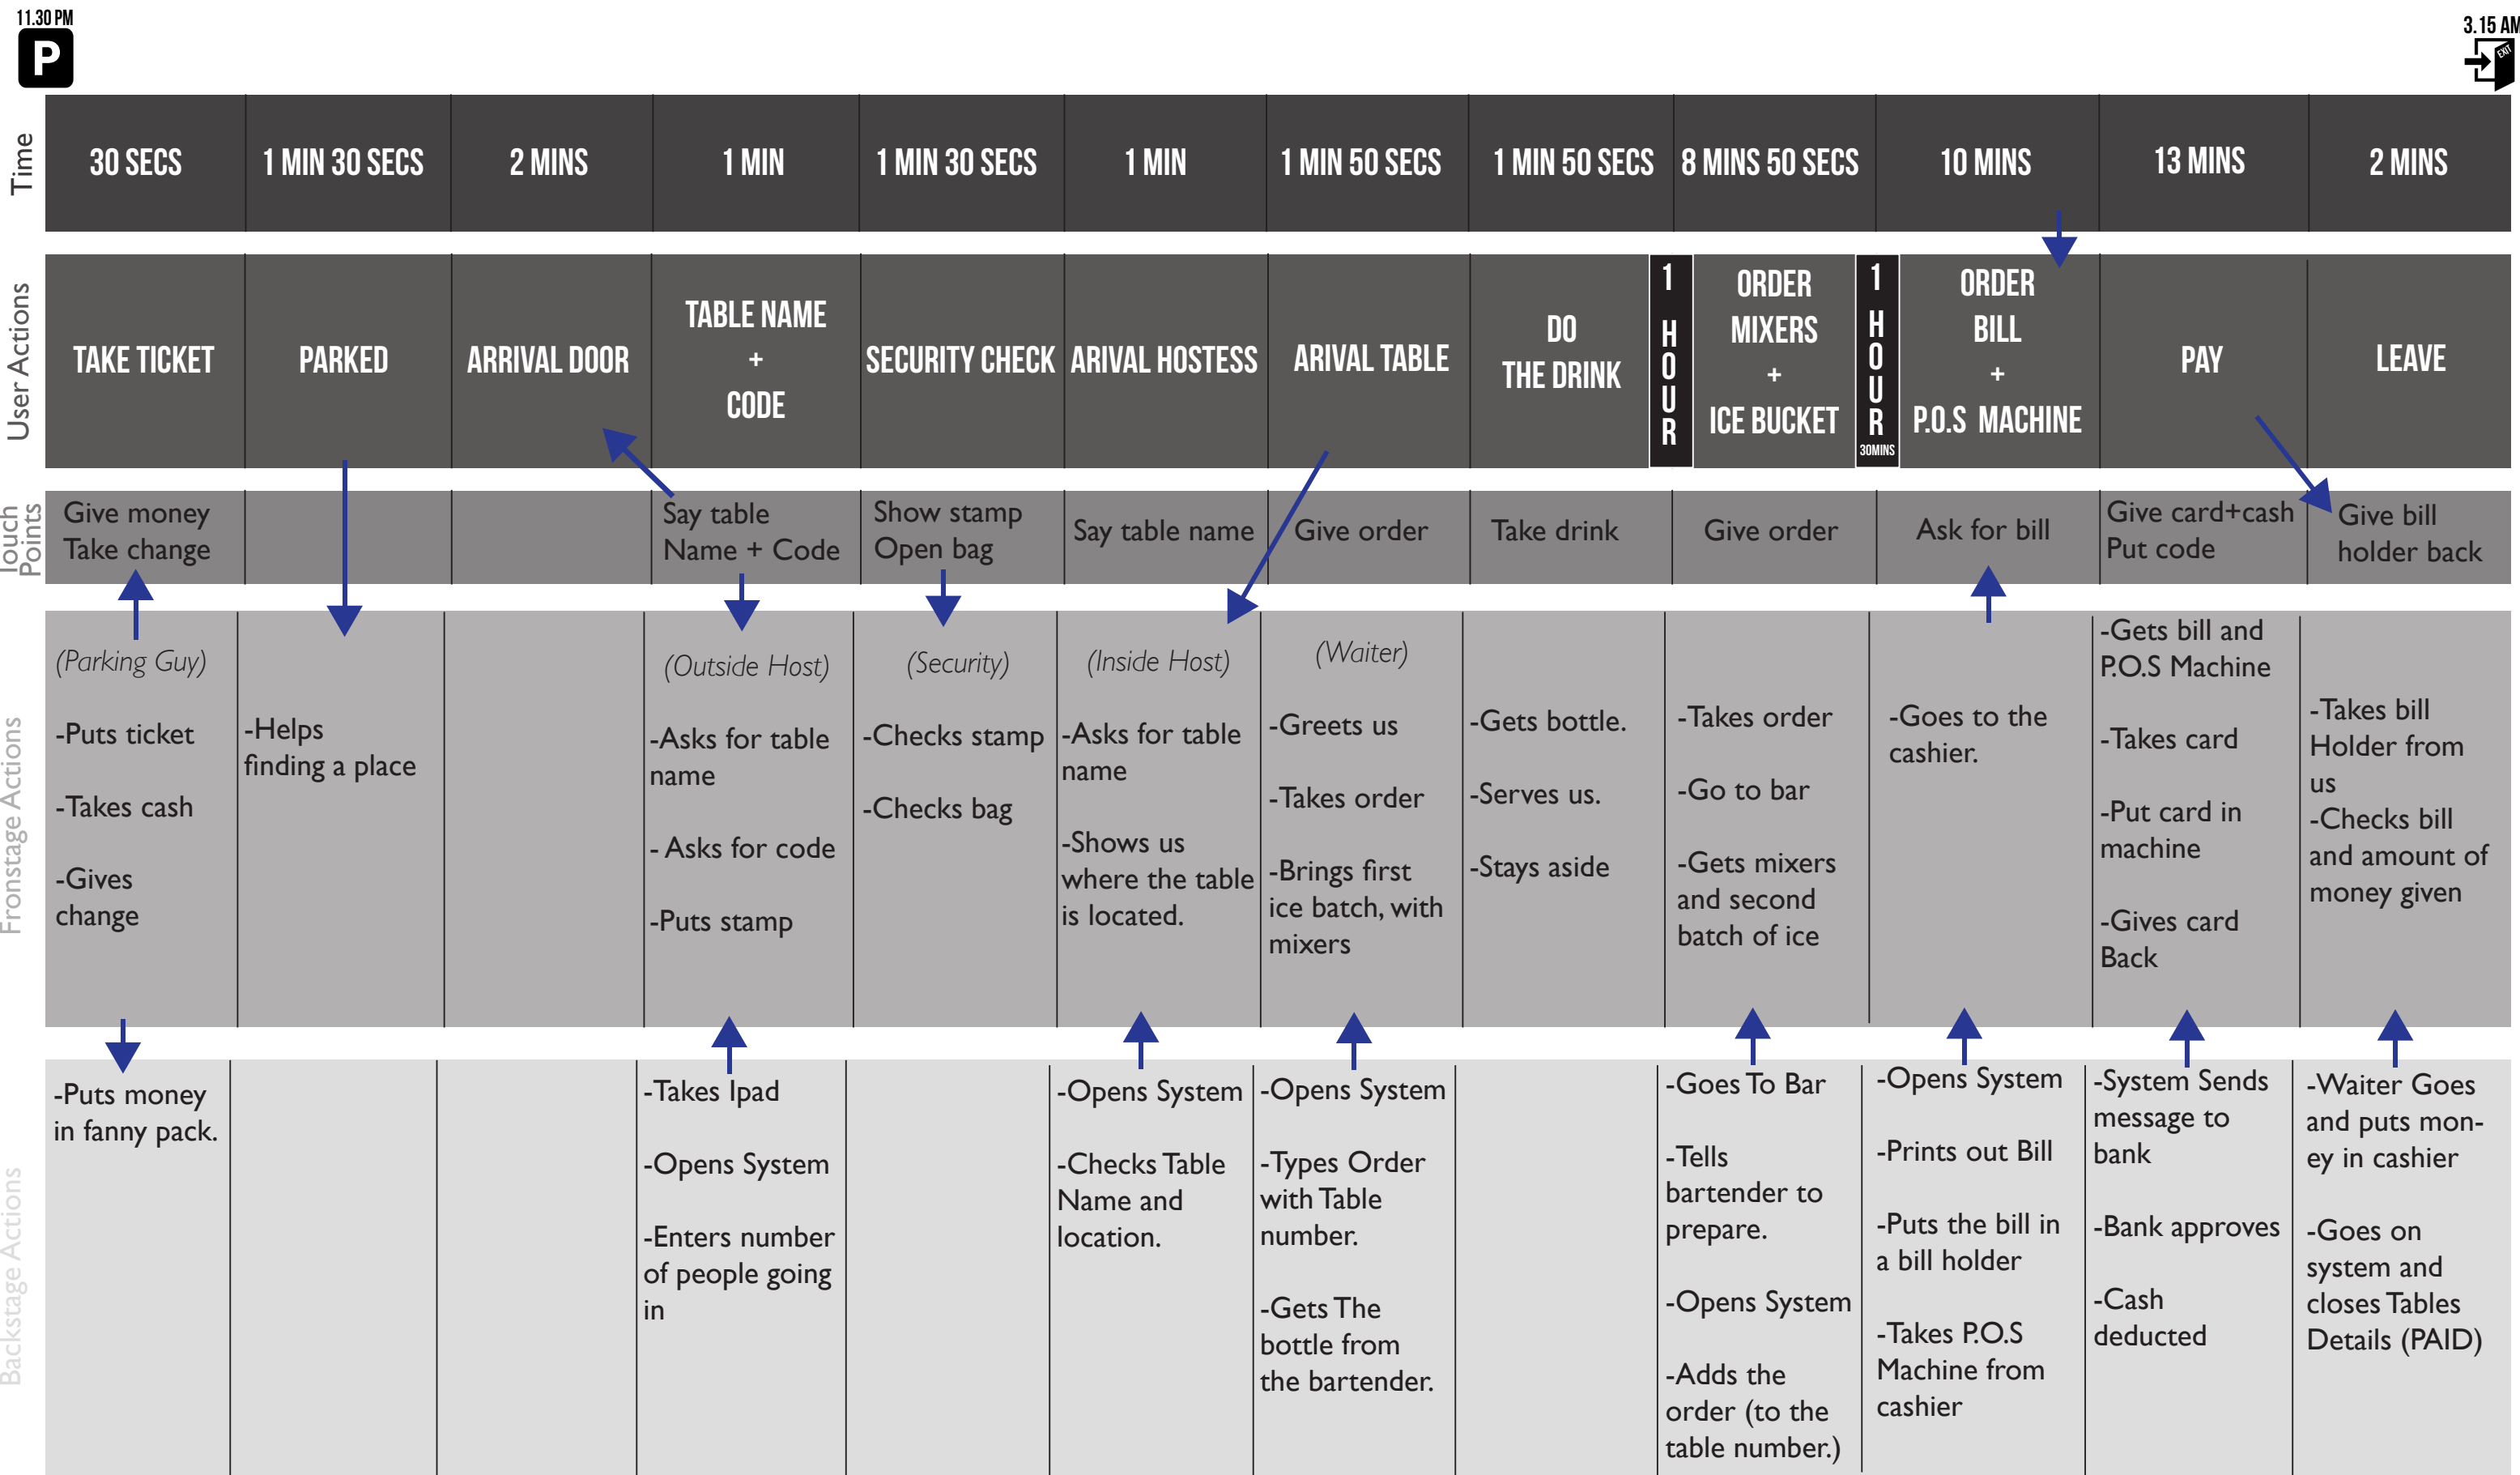 11.30 PM
P
3.15 AM
EXIT
Time
30 SECS
1 MIN 30 SECS
2 MINS
1 MIN
1 MIN 30 SECS
1 MIN
1 MIN 50 SECS
1 MIN 50 SECS
8 MINS 50 SECS
10 MINS
13 MINS
2 MINS
User Actions
TAKE TICKET
PARKED
ARRIVAL DOOR
TABLE NAME
+
CODE
SECURITY CHECK
ARIVAL HOSTESS
ARIVAL TABLE
DO
THE DRINK
1
HOUR
ORDER
MIXERS
+
ICE BUCKET
1
HOUR
30MINS
ORDER
BILL
+
P.O.S MACHINE
PAY
LEAVE
Touch
Points
Give money
Take change
Say table
Name + Code
Show stamp
Open bag
Say table name
Give order
Take drink
Give order
Ask for bill
Give card+cash
Put code
Give bill
holder back
Fronstage Actions
(Parking Guy)
-Puts ticket
-Takes cash
-Gives
change
-Helps
finding a place
(Outside Host)
-Asks for table
name
- Asks for code
-Puts stamp
(Security)
-Checks stamp
-Checks bag
(Inside Host)
-Asks for table
name
-Shows us
where the table
is located.
(Waiter)
-Greets us
-Takes order
-Brings first
ice batch, with
mixers
-Gets bottle.
-Serves us.
-Stays aside
-Takes order
-Go to bar
-Gets mixers
and second
batch of ice
-Goes to the
cashier.
-Gets bill and
P.O.S Machine
-Takes card
-Put card in
machine
-Gives card
Back
-Takes bill
Holder from
us
-Checks bill
and amount of
money given
Backstage Actions
-Puts money
in fanny pack.
-Takes Ipad
-Opens System
-Enters number
of people going
in
-Opens System
-Checks Table
Name and
location.
-Opens System
-Types Order
with Table
number.
-Gets The
bottle from
the bartender.
-Goes To Bar
-Tells
bartender to
prepare.
-Opens System
-Adds the
order (to the
table number.)
-Opens System
-Prints out Bill
-Puts the bill in
a bill holder
-Takes P.O.S
Machine from
cashier
-System Sends
message to
bank
-Bank approves
-Cash
deducted
-Waiter Goes
and puts mon-
ey in cashier
-Goes on
system and
closes Tables
Details (PAID)